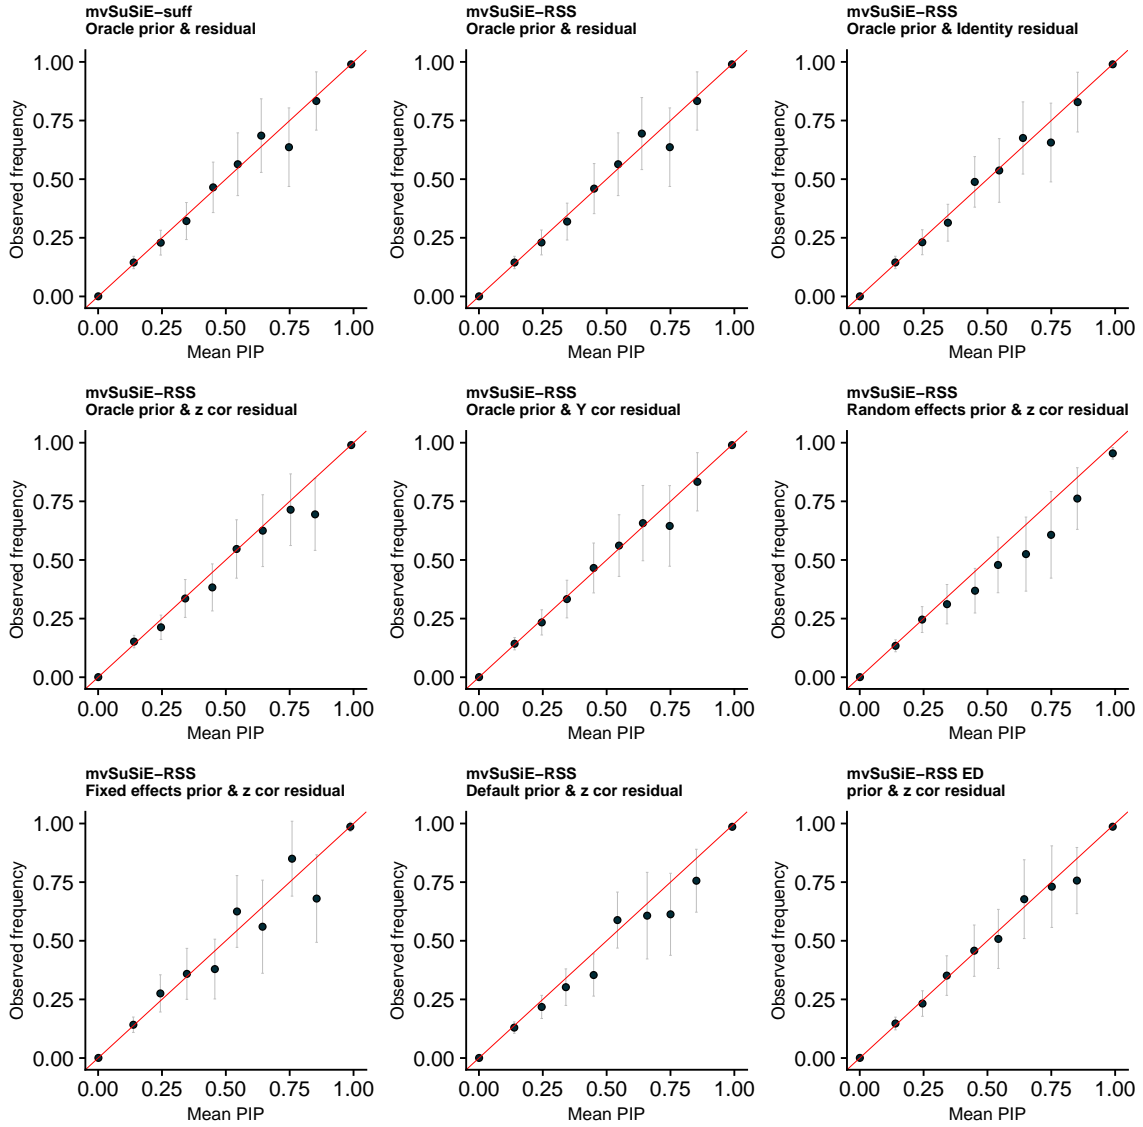 mvSuSiE−suff
Oracle prior & residual
1.00
0.75
0.50
0.25
0.00
Observed frequency
0.00 0.25 0.50 0.75 1.00
Mean PIP
mvSuSiE−RSS
Oracle prior & residual
1.00
0.75
0.50
0.25
0.00
Observed frequency
0.00 0.25 0.50 0.75 1.00
Mean PIP
mvSuSiE−RSS
Oracle prior & Identity residual
1.00
0.75
0.50
0.25
0.00
Observed frequency
0.00 0.25 0.50 0.75 1.00
Mean PIP
mvSuSiE−RSS
Oracle prior & z cor residual
1.00
0.75
0.50
0.25
0.00
Observed frequency
0.00 0.25 0.50 0.75 1.00
Mean PIP
mvSuSiE−RSS
Oracle prior & Y cor residual
1.00
0.75
0.50
0.25
0.00
Observed frequency
0.00 0.25 0.50 0.75 1.00
Mean PIP
mvSuSiE−RSS
Random effects prior & z cor residual
1.00
0.75
0.50
0.25
0.00
Observed frequency
0.00 0.25 0.50 0.75 1.00
Mean PIP
mvSuSiE−RSS
Fixed effects prior & z cor residual
1.00
0.75
0.50
0.25
0.00
Observed frequency
0.00 0.25 0.50 0.75 1.00
Mean PIP
mvSuSiE−RSS
Default prior & z cor residual
1.00
0.75
0.50
0.25
0.00
Observed frequency
0.00 0.25 0.50 0.75 1.00
Mean PIP
mvSuSiE−RSS ED
prior & z cor residual
1.00
0.75
0.50
0.25
0.00
Observed frequency
0.00 0.25 0.50 0.75 1.00
Mean PIP